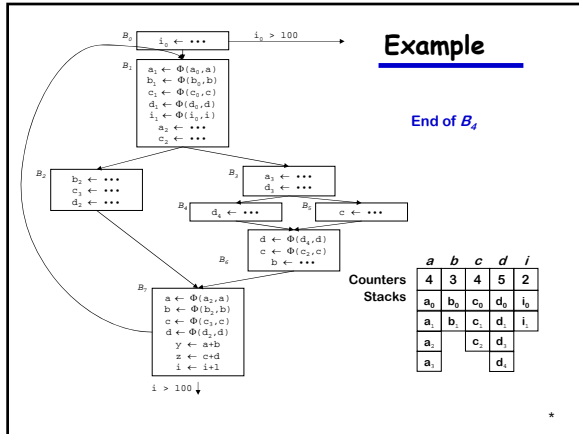 Example
End of B4
B0
i0 ← •••
i0 > 100
B1
a1 ← Φ(a0,a)
b1 ← Φ(b0,b)
c1 ← Φ(c0,c)
d1 ← Φ(d0,d)
i1 ← Φ(i0,i)
a2 ← •••
c2 ← •••
B2
b2 ← •••
c3 ← •••
d2 ← •••
B3
a3 ← •••
d3 ← •••
B4
d4 ← •••
B5
c ← •••
B6
d ← Φ(d4,d)
c ← Φ(c2,c)
b ← •••
B7
a ← Φ(a2,a)
b ← Φ(b2,b)
c ← Φ(c3,c)
d ← Φ(d2,d)
y ← a+b
z ← c+d
i ← i+1
i > 100
a b c d i
Counters 4 3 4 5 2
Stacks a0 b0 c0 d0 i0
a1 b1 c1 d1 i1
a2 c2 d3
a3 d4
*